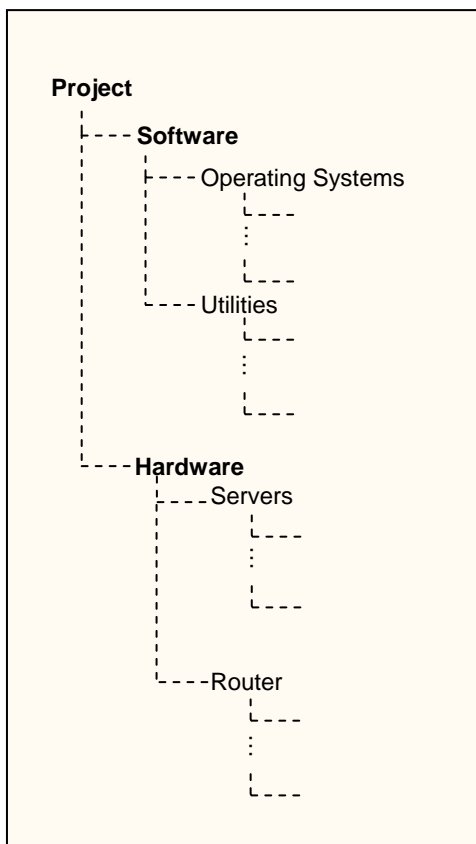 Project
Software
Operating Systems
Utilities
Hardware
Servers
Router